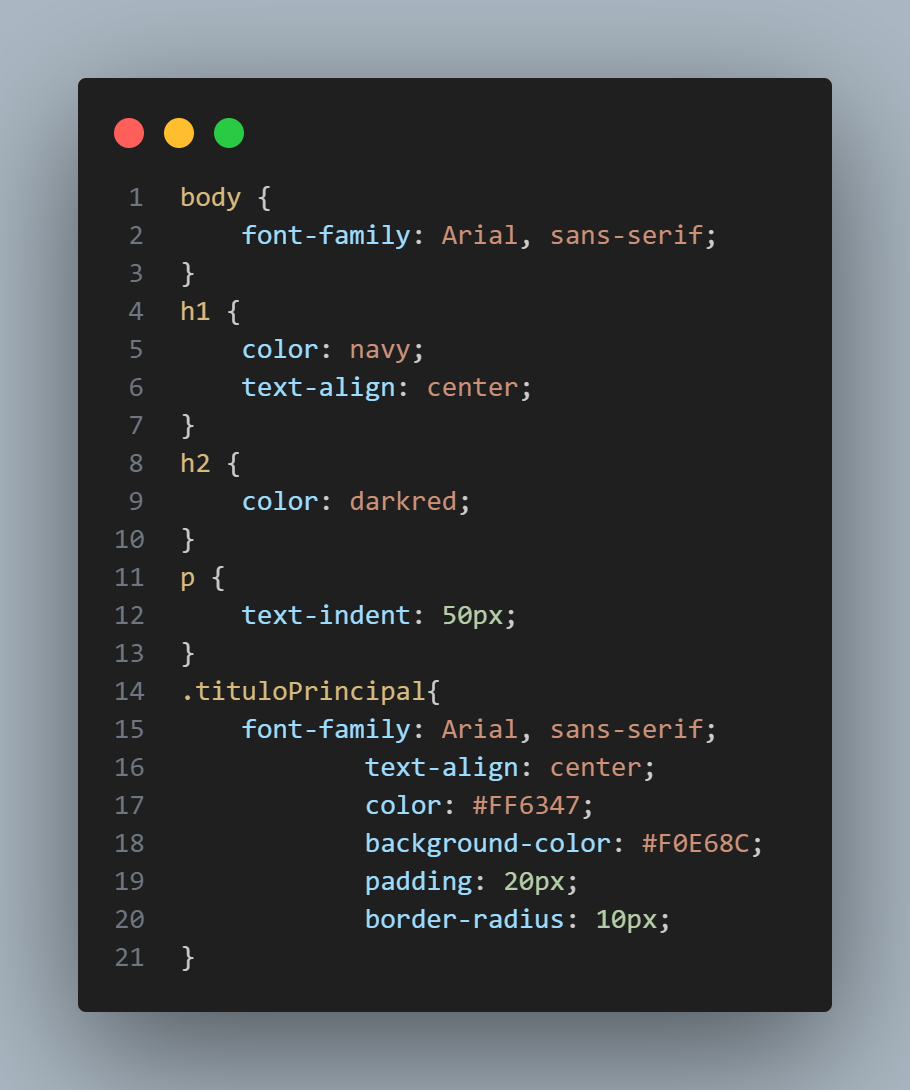 1 body {
2     font-family: Arial, sans-serif;
3 }
4 h1 {
5     color: navy;
6     text-align: center;
7 }
8 h2 {
9     color: darkred;
10 }
11 p {
12     text-indent: 50px;
13 }
14 .tituloPrincipal{
15     font-family: Arial, sans-serif;
16             text-align: center;
17             color: #FF6347;
18             background-color: #F0E68C;
19             padding: 20px;
20             border-radius: 10px;
21 }